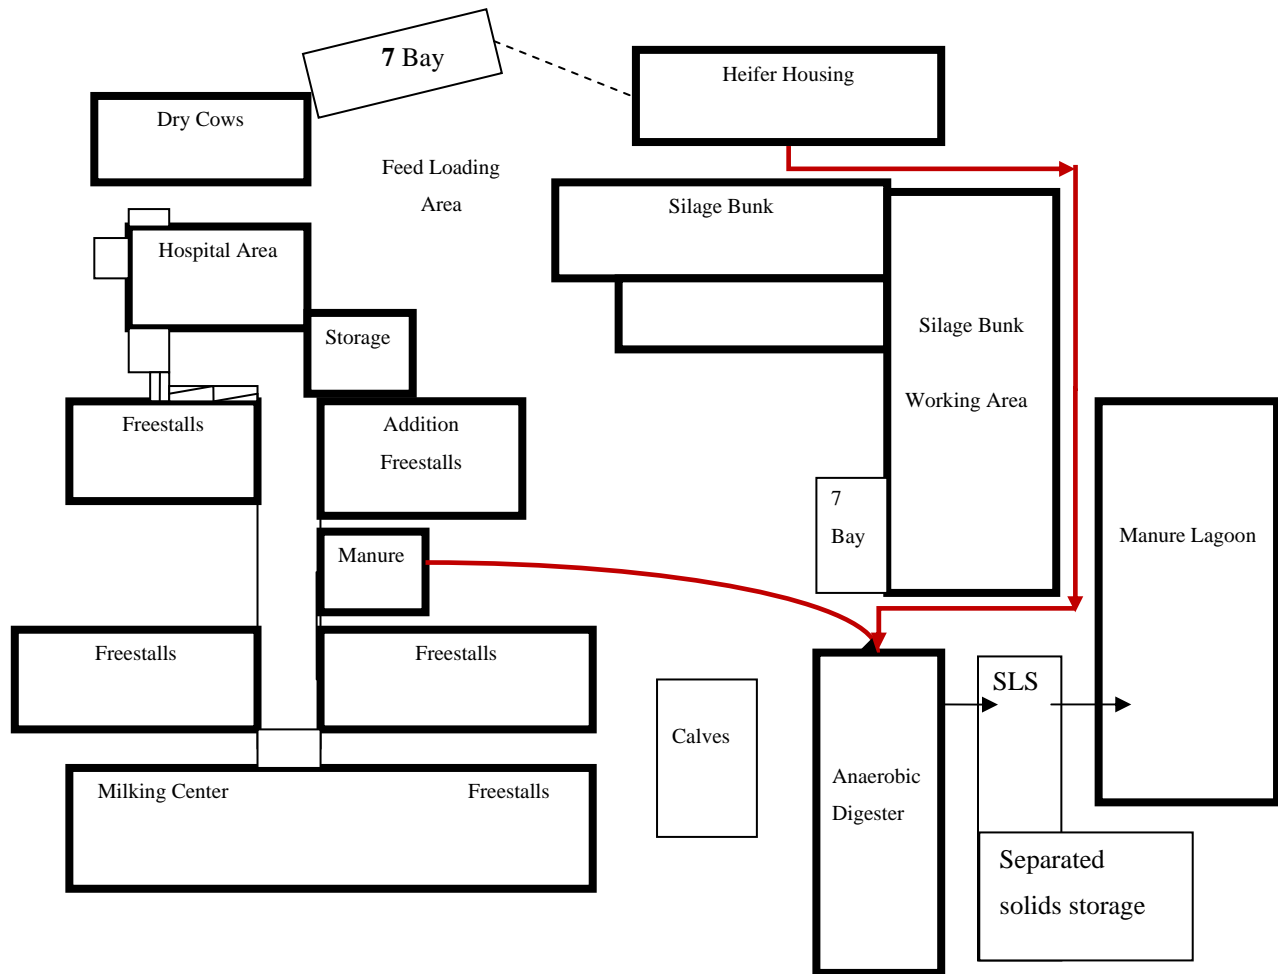 7 Bay
Heifer Housing
Dry Cows
Feed Loading
Area
Silage Bunk
Hospital Area
Storage
Silage Bunk
Working Area
Freestalls
Addition
Freestalls
7
Bay
Manure
Manure Lagoon
Freestalls
Freestalls
SLS
Calves
Milking Center
Freestalls
Anaerobic
Digester
Separated
solids storage